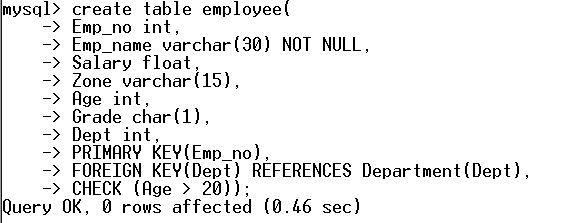 mysql> create table employee(
-> Emp_no int,
-> Emp_name varchar(30) NOT NULL,
-> Salary float,
-> Zone varchar(15),
-> Age int,
-> Grade char(1),
-> Dept int,
-> PRIMARY KEY(Emp_no),
-> FOREIGN KEY(Dept) REFERENCES Department(Dept),
-> CHECK (Age > 20));
Query OK, 0 rows affected (0.46 sec)